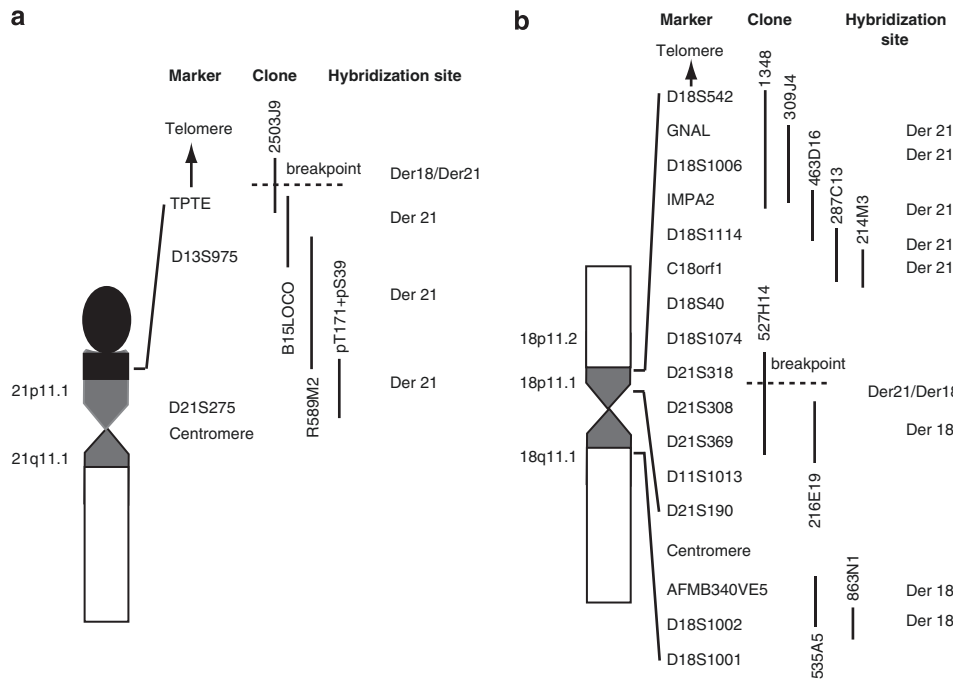 a
Marker Clone Hybridization site
Telomere
2503J9
breakpoint
Der18/Der21
TPTE
Der 21
D13S975
B15LOCO
R589M2
pT171+pS39
Der 21
21p11.1
D21S275
Der 21
Centromere
21q11.1
b
Marker Clone Hybridization
site
Telomere
1348
D18S542
309J4
GNAL
Der 21
463D16
Der 21
D18S1006
287C13
IMPA2
214M3
Der 21
D18S1114
Der 21
C18orf1
Der 21
D18S40
527H14
18p11.2
D18S1074
breakpoint
D21S318
18p11.1
Der21/Der18
D21S308
Der 18
D21S369
18q11.1
D11S1013
216E19
D21S190
Centromere
AFMB340VE5
863N1
Der 18
D18S1002
Der 18
535A5
D18S1001